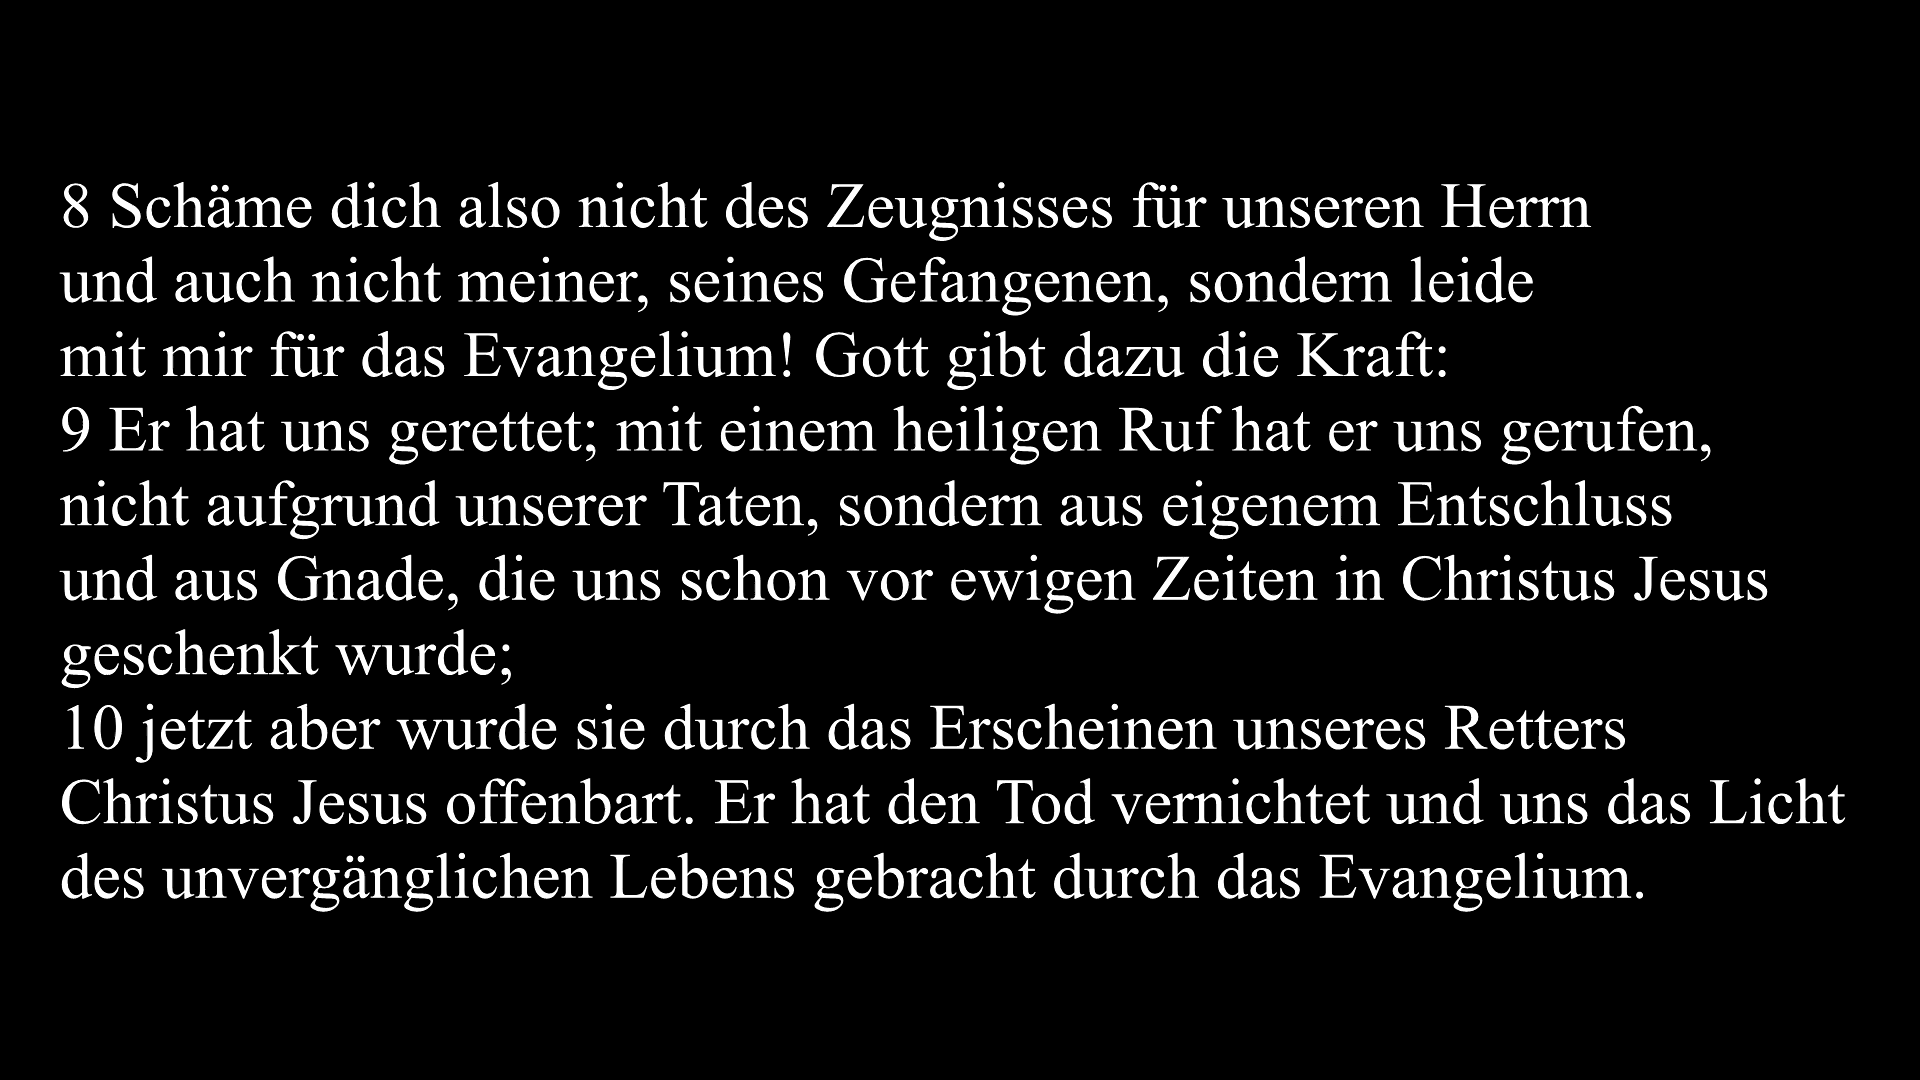 8 Schäme dich also nicht des Zeugnisses für unseren Herrn
und auch nicht meiner, seines Gefangenen, sondern leide
mit mir für das Evangelium! Gott gibt dazu die Kraft:
9 Er hat uns gerettet; mit einem heiligen Ruf hat er uns gerufen,
nicht aufgrund unserer Taten, sondern aus eigenem Entschluss
und aus Gnade, die uns schon vor ewigen Zeiten in Christus Jesus
geschenkt wurde;
10 jetzt aber wurde sie durch das Erscheinen unseres Retters
Christus Jesus offenbart. Er hat den Tod vernichtet und uns das Licht
des unvergänglichen Lebens gebracht durch das Evangelium.